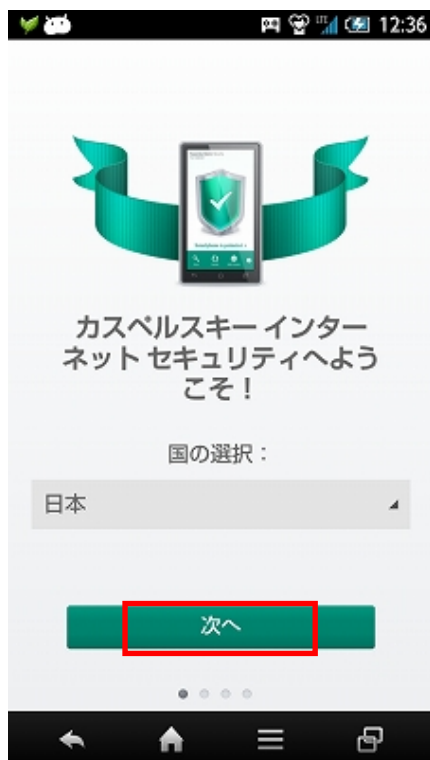 12:36
カスペルスキー インター
ネット セキュリティへよう
こそ！
国の選択：
日本
次へ